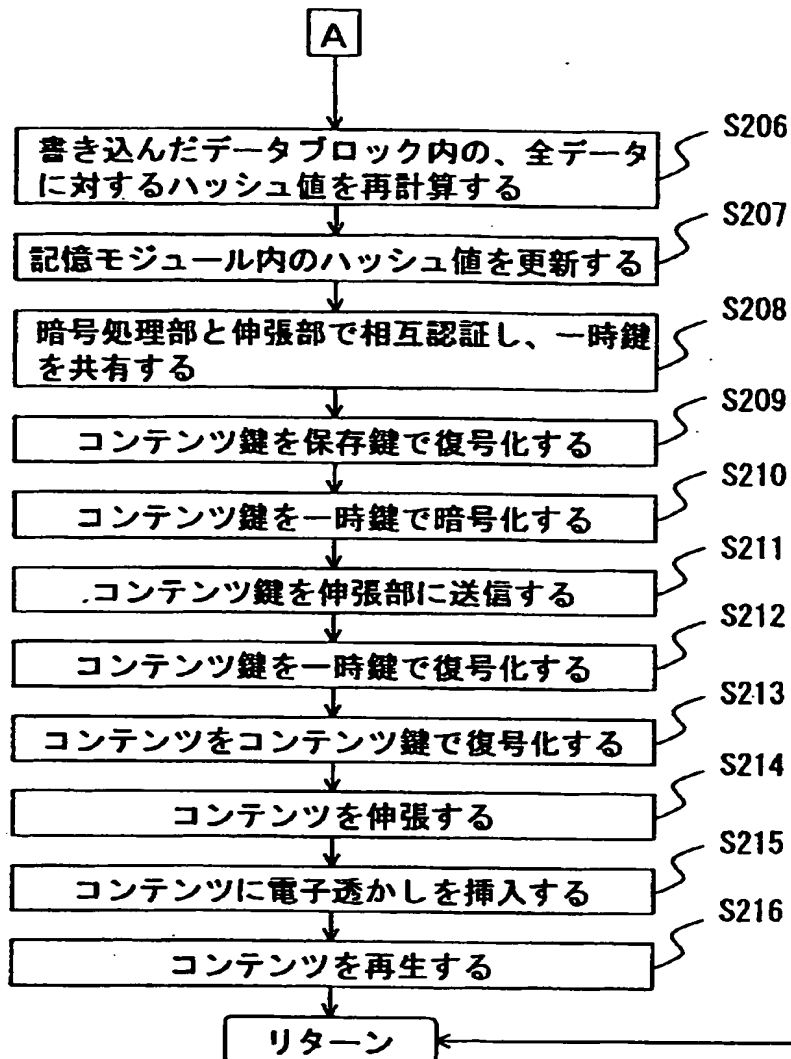 A
S206
書き込んだデータブロック内の、全データ
に対するハッシュ値を再計算する
S207
記憶モジュール内のハッシュ値を更新する
S208
暗号処理部と伸張部で相互認証し、一時鍵
を共有する
S209
コンテンツ鍵を保存鍵で復号化する
S210
コンテンツ鍵を一時鍵で暗号化する
S211
コンテンツ鍵を伸張部に送信する
S212
コンテンツ鍵を一時鍵で復号化する
S213
コンテンツをコンテンツ鍵で復号化する
S214
コンテンツを伸張する
S215
コンテンツに電子透かしを挿入する
S216
コンテンツを再生する
リターン